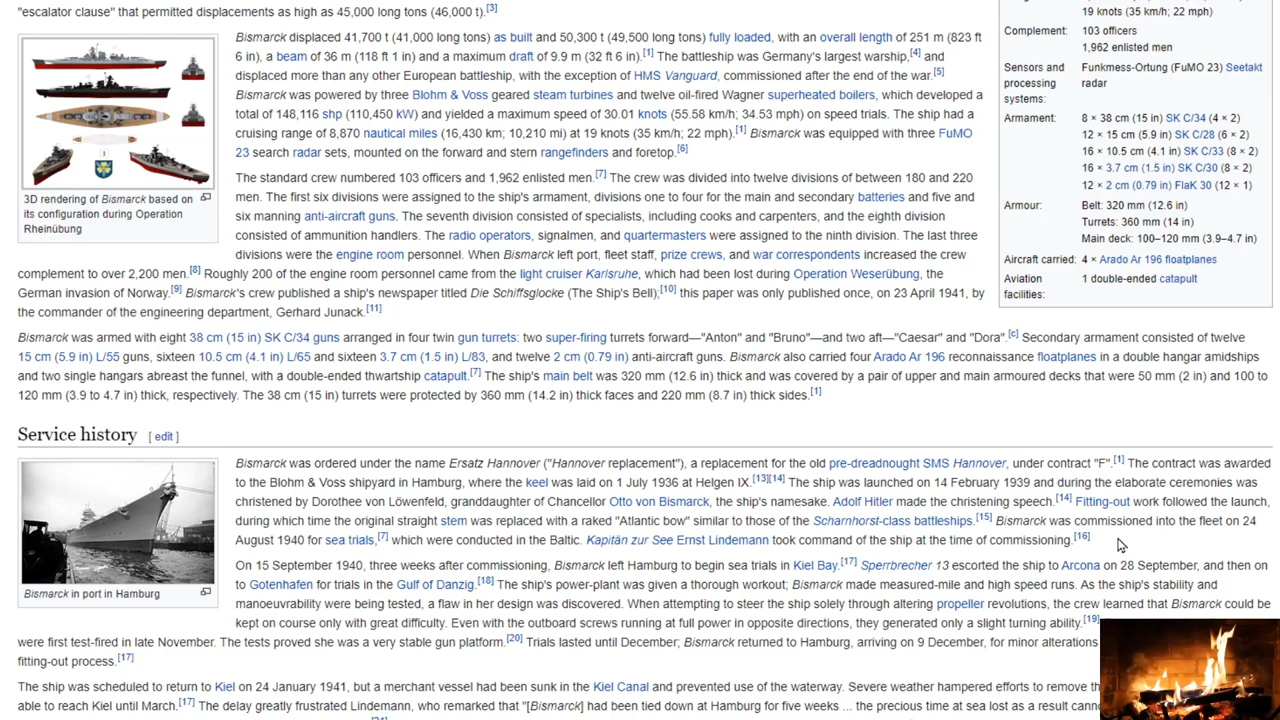 "escalator clause" that permitted displacements as high as 45,000 long tons (46,000 t).[3]
Bismarck displaced 41,700 t (41,000 long tons) as built and 50,300 t (49,500 long tons) fully loaded, with an overall length of 251 m (823 ft
6 in), a beam of 36 m (118 ft 1 in) and a maximum draft of 9.9 m (32 ft 6 in).[1] The battleship was Germany's largest warship,[4] and
displaced more than any other European battleship, with the exception of HMS Vanguard, commissioned after the end of the war.[5]
Bismarck was powered by three Blohm & Voss geared steam turbines and twelve oil-fired Wagner superheated boilers, which developed a
total of 148,116 shp (110,450 kW) and yielded a maximum speed of 30.01 knots (55.58 km/h; 34.53 mph) on speed trials. The ship had a
cruising range of 8,870 nautical miles (16,430 km; 10,210 mi) at 19 knots (35 km/h; 22 mph).[1] Bismarck was equipped with three FuMO
23 search radar sets, mounted on the forward and stern rangefinders and foretop.[6]
3D rendering of Bismarck based on
its configuration during Operation
Rheinübung
The standard crew numbered 103 officers and 1,962 enlisted men.[7] The crew was divided into twelve divisions of between 180 and 220
men. The first six divisions were assigned to the ship's armament, divisions one to four for the main and secondary batteries and five and
six manning anti-aircraft guns. The seventh division consisted of specialists, including cooks and carpenters, and the eighth division
consisted of ammunition handlers. The radio operators, signalmen, and quartermasters were assigned to the ninth division. The last three
divisions were the engine room personnel. When Bismarck left port, fleet staff, prize crews, and war correspondents increased the crew
complement to over 2,200 men.[8] Roughly 200 of the engine room personnel came from the light cruiser Karlsruhe, which had been lost during Operation Weserübung, the
German invasion of Norway.[9] Bismarck's crew published a ship's newspaper titled Die Schiffsglocke (The Ship's Bell);[10] this paper was only published once, on 23 April 1941, by
the commander of the engineering department, Gerhard Junack.[11]
19 knots (35 km/h; 22 mph)
Complement: 103 officers
1,962 enlisted men
Sensors and Funkmess-Ortung (FuMO 23) Seetakt
processing radar
systems:
Armament: 8 × 38 cm (15 in) SK C/34 (4 × 2)
12 × 15 cm (5.9 in) SK C/28 (6 × 2)
16 × 10.5 cm (4.1 in) SK C/33 (8 × 2)
16 × 3.7 cm (1.5 in) SK C/30 (8 × 2)
12 × 2 cm (0.79 in) FlaK 30 (12 × 1)
Armour: Belt: 320 mm (12.6 in)
Turrets: 360 mm (14 in)
Main deck: 100–120 mm (3.9–4.7 in)
Aircraft carried: 4 × Arado Ar 196 floatplanes
Aviation 1 double-ended catapult
facilities:
Bismarck was armed with eight 38 cm (15 in) SK C/34 guns arranged in four twin gun turrets: two super-firing turrets forward—"Anton" and "Bruno"—and two aft—"Caesar" and "Dora".[c] Secondary armament consisted of twelve
15 cm (5.9 in) L/55 guns, sixteen 10.5 cm (4.1 in) L/65 and sixteen 3.7 cm (1.5 in) L/83, and twelve 2 cm (0.79 in) anti-aircraft guns. Bismarck also carried four Arado Ar 196 reconnaissance floatplanes in a double hangar amidships
and two single hangars abreast the funnel, with a double-ended thwartship catapult.[7] The ship's main belt was 320 mm (12.6 in) thick and was covered by a pair of upper and main armoured decks that were 50 mm (2 in) and 100 to
120 mm (3.9 to 4.7 in) thick, respectively. The 38 cm (15 in) turrets were protected by 360 mm (14.2 in) thick faces and 220 mm (8.7 in) thick sides.[1]
Service history [ edit ]
Bismarck was ordered under the name Ersatz Hannover ("Hannover replacement"), a replacement for the old pre-dreadnought SMS Hannover, under contract "F".[1] The contract was awarded
to the Blohm & Voss shipyard in Hamburg, where the keel was laid on 1 July 1936 at Helgen IX.[13][14] The ship was launched on 14 February 1939 and during the elaborate ceremonies was
christened by Dorothee von Löwenfeld, granddaughter of Chancellor Otto von Bismarck, the ship's namesake. Adolf Hitler made the christening speech.[14] Fitting-out work followed the launch,
during which time the original straight stem was replaced with a raked "Atlantic bow" similar to those of the Scharnhorst-class battleships.[15] Bismarck was commissioned into the fleet on 24
August 1940 for sea trials,[7] which were conducted in the Baltic. Kapitän zur See Ernst Lindemann took command of the ship at the time of commissioning.[16]
Bismarck in port in Hamburg
On 15 September 1940, three weeks after commissioning, Bismarck left Hamburg to begin sea trials in Kiel Bay.[17] Sperrbrecher 13 escorted the ship to Arcona on 28 September, and then on
to Gotenhafen for trials in the Gulf of Danzig.[18] The ship's power-plant was given a thorough workout; Bismarck made measured-mile and high speed runs. As the ship's stability and
manoeuvrability were being tested, a flaw in her design was discovered. When attempting to steer the ship solely through altering propeller revolutions, the crew learned that Bismarck could be
kept on course only with great difficulty. Even with the outboard screws running at full power in opposite directions, they generated only a slight turning ability.[19]
were first test-fired in late November. The tests proved she was a very stable gun platform.[20] Trials lasted until December; Bismarck returned to Hamburg, arriving on 9 December, for minor alterations
fitting-out process.[17]
The ship was scheduled to return to Kiel on 24 January 1941, but a merchant vessel had been sunk in the Kiel Canal and prevented use of the waterway. Severe weather hampered efforts to remove
able to reach Kiel until March.[17] The delay greatly frustrated Lindemann, who remarked that "[Bismarck] had been tied down at Hamburg for five weeks ... the precious time at sea lost as a result